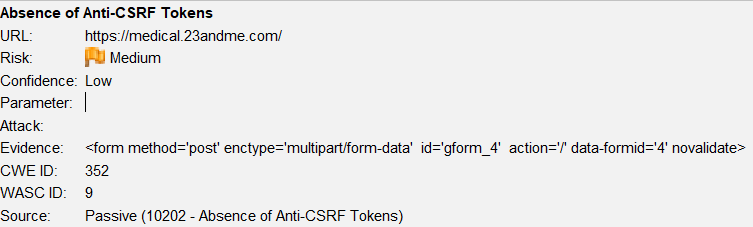 Absence of Anti-CSRF Tokens
URL: https://medical.23andme.com/
Risk: Medium
Confidence: Low
Parameter:
Attack:
Evidence: <form method='post' enctype='multipart/form-data'  id='gform_4'  action='/' data-formid='4' novalidate>
CWE ID: 352
WASC ID: 9
Source: Passive (10202 - Absence of Anti-CSRF Tokens)